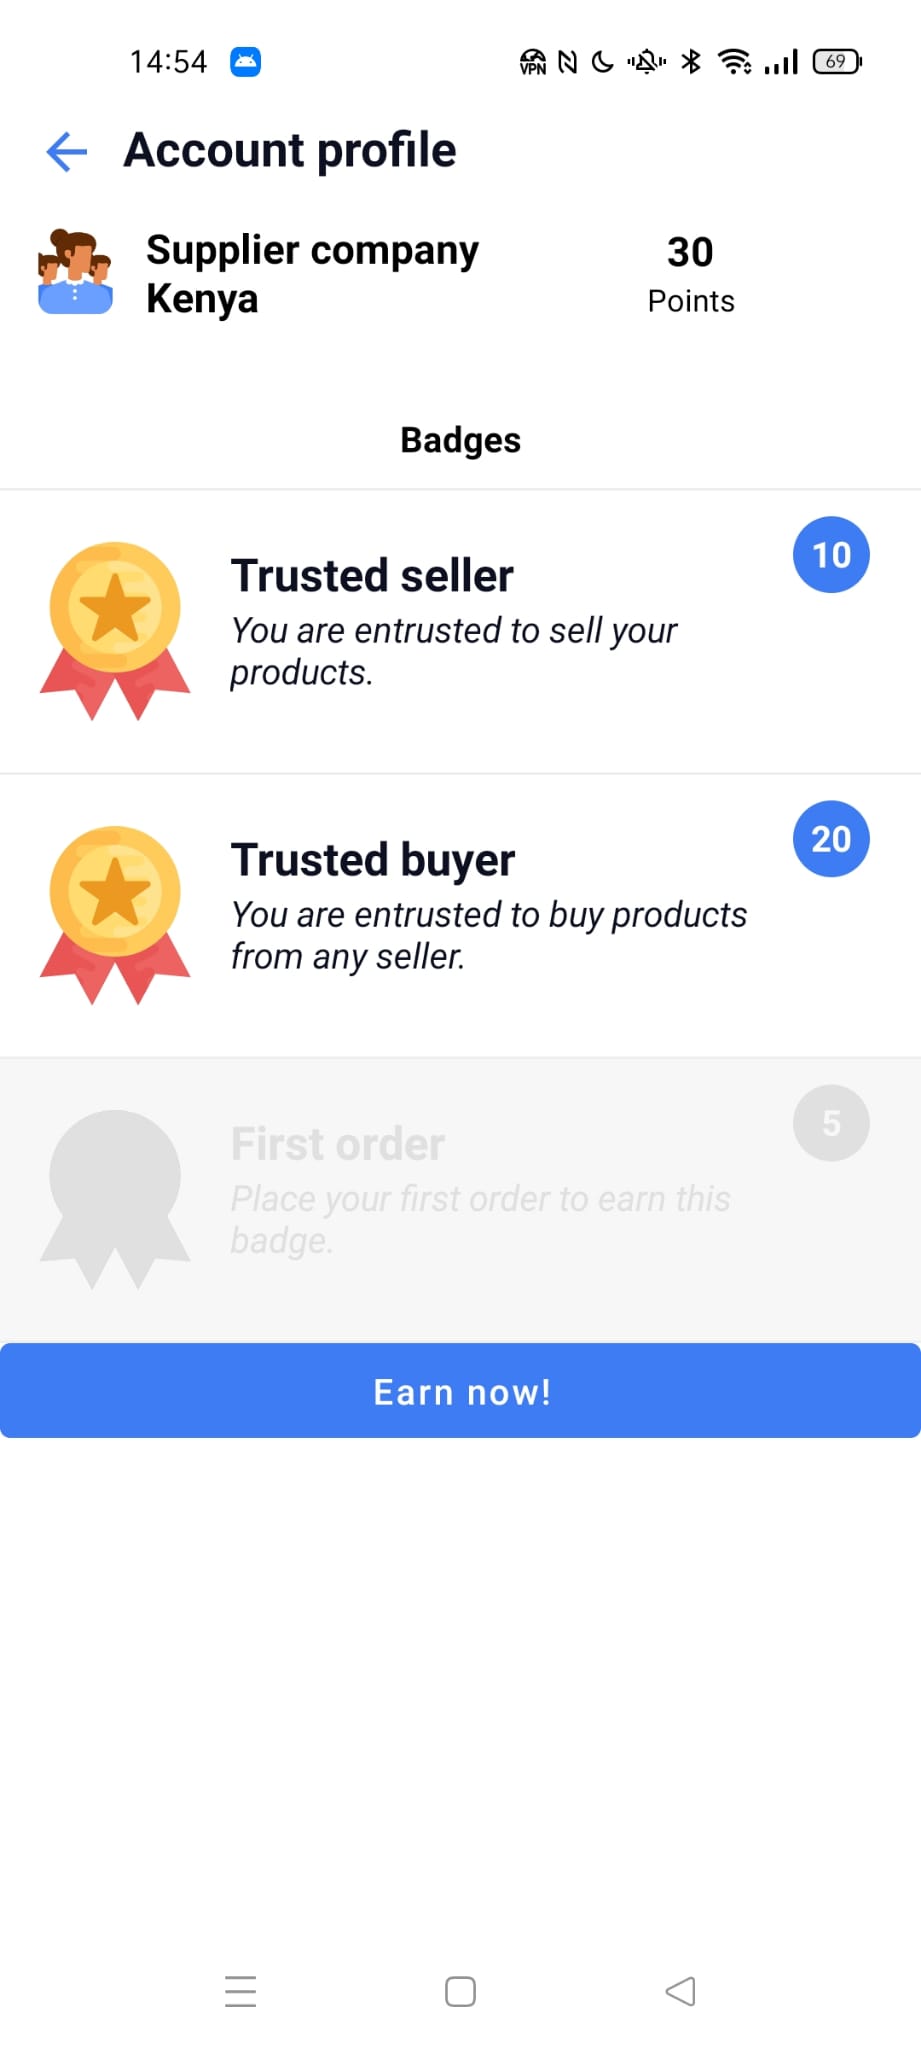 14:54
VPN
69
Account profile
Supplier company
Kenya
30
Points
Badges
10
Trusted seller
You are entrusted to sell your
products.
20
Trusted buyer
You are entrusted to buy products
from any seller.
5
First order
Place your first order to earn this
badge.
Earn now!